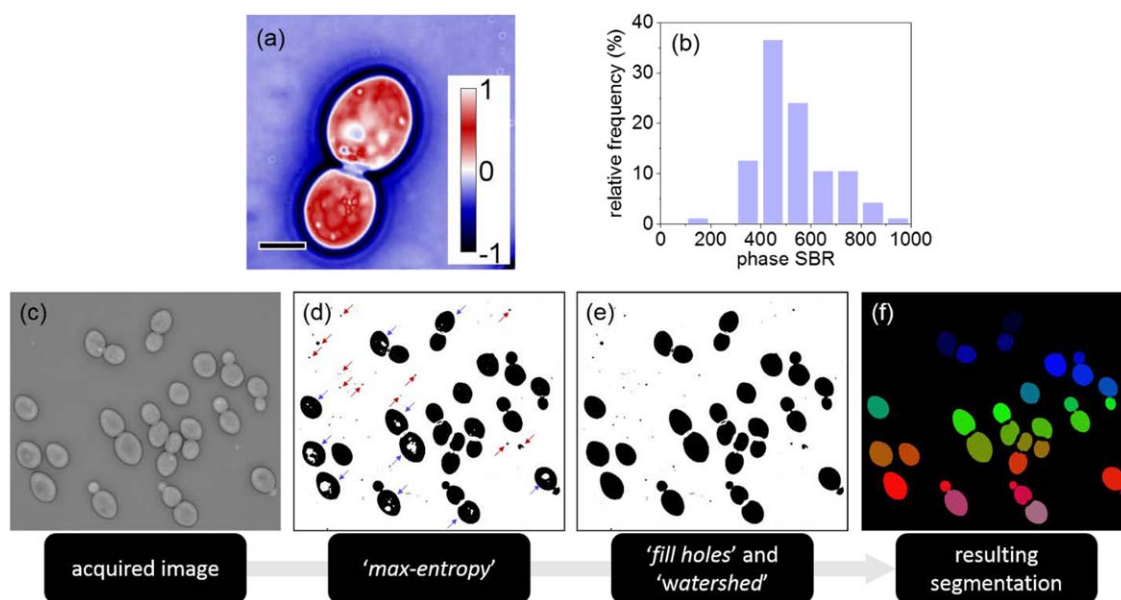 (a)
1
0
-1
(b)
relative frequency (%)
40
30
20
10
0
0 200 400 600 800 1000
phase SBR
(c)
(d)
(e)
(f)
acquired image
‘max-entropy’
‘fill holes’ and
‘watershed’
resulting
segmentation